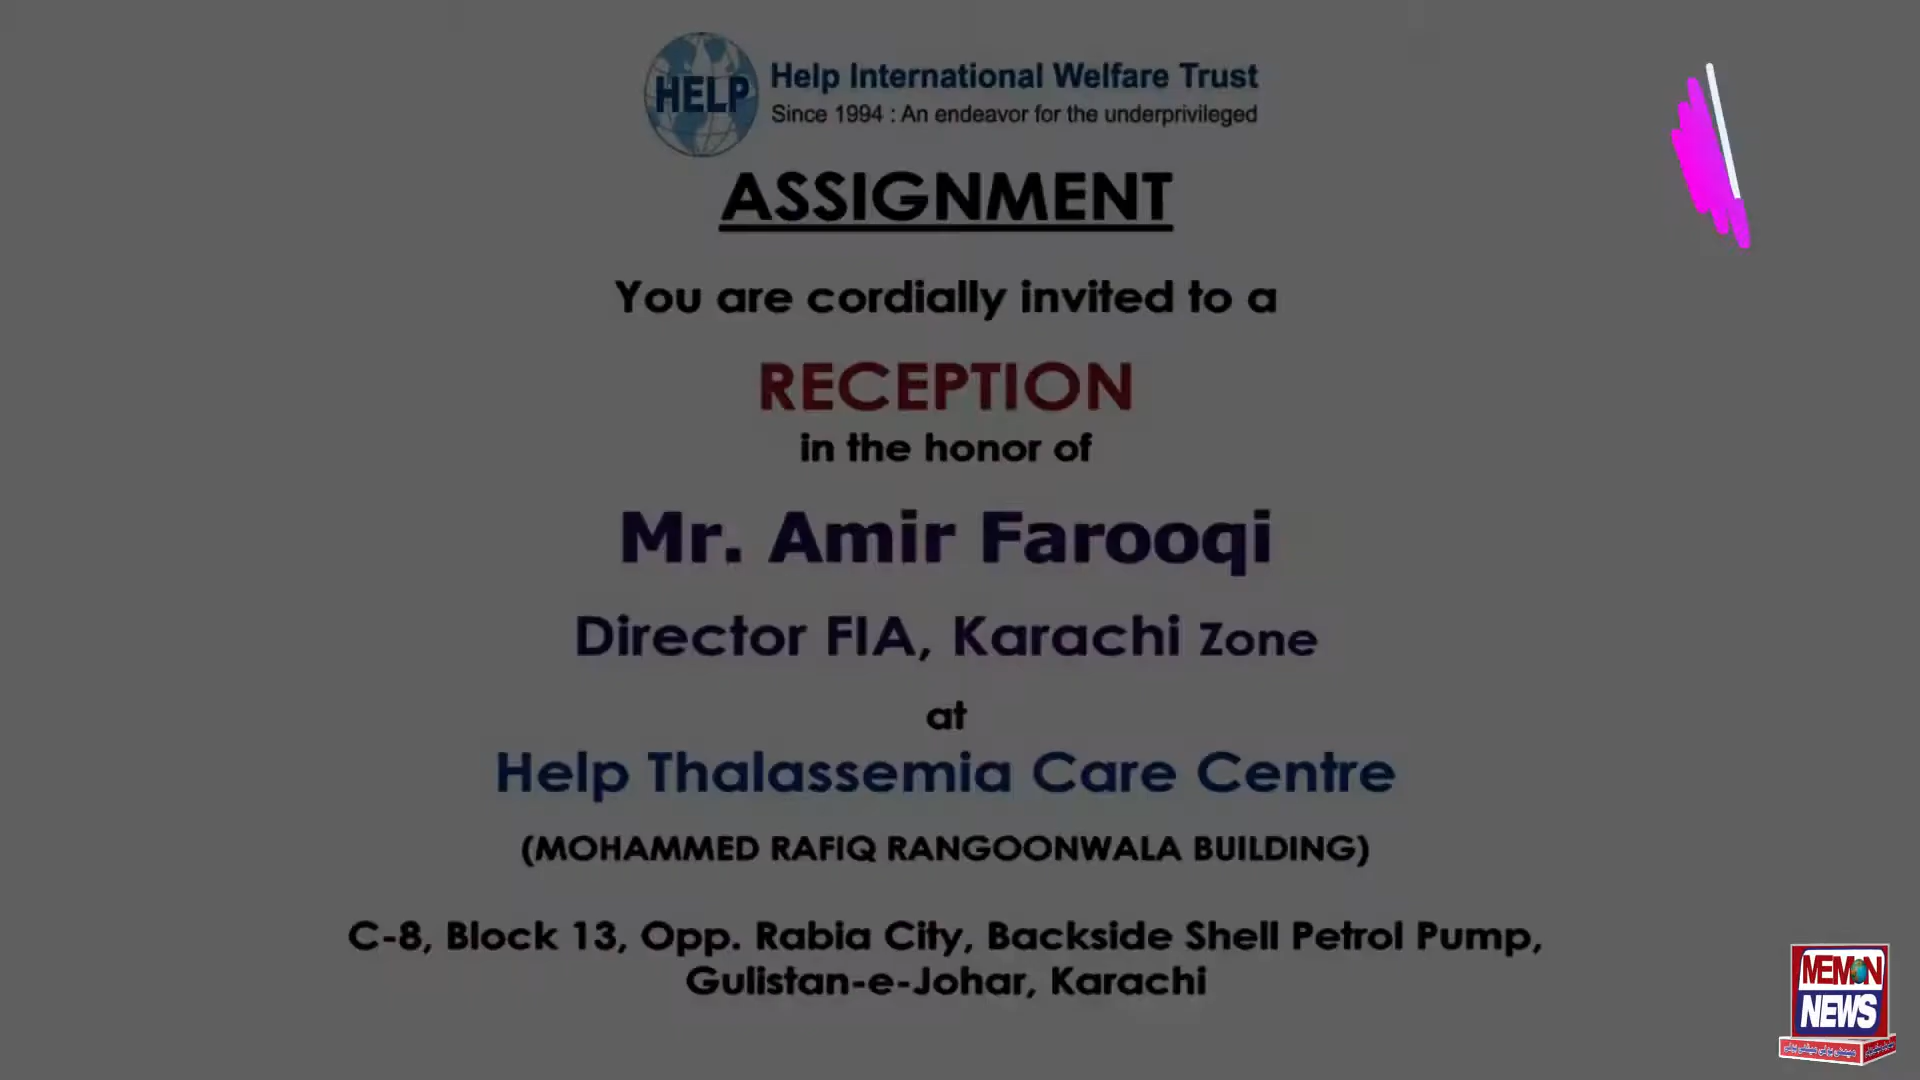 HELP
Help International Welfare Trust
Since 1994 : An endeavor for the underprivileged
ASSIGNMENT
You are cordially invited to a
RECEPTION
in the honor of
Mr. Amir Farooqi
Director FIA, Karachi Zone
at
Help Thalassemia Care Centre
(MOHAMMED RAFIQ RANGOONWALA BUILDING)
C-8, Block 13, Opp. Rabia City, Backside Shell Petrol Pump,
Gulistan-e-Johar, Karachi
MEMON
NEWS